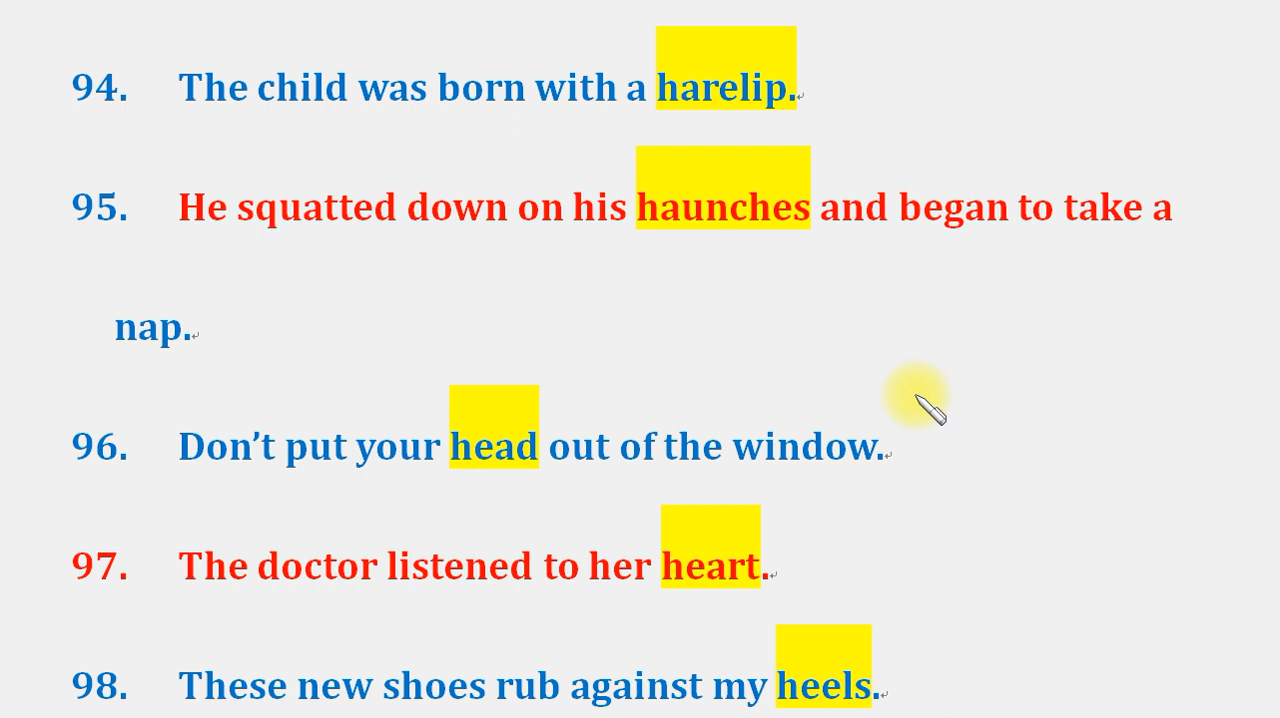 94. The child was born with a harelip.
95. He squatted down on his haunches and began to take a
nap.
96. Don’t put your head out of the window.
97. The doctor listened to her heart.
98. These new shoes rub against my heels.